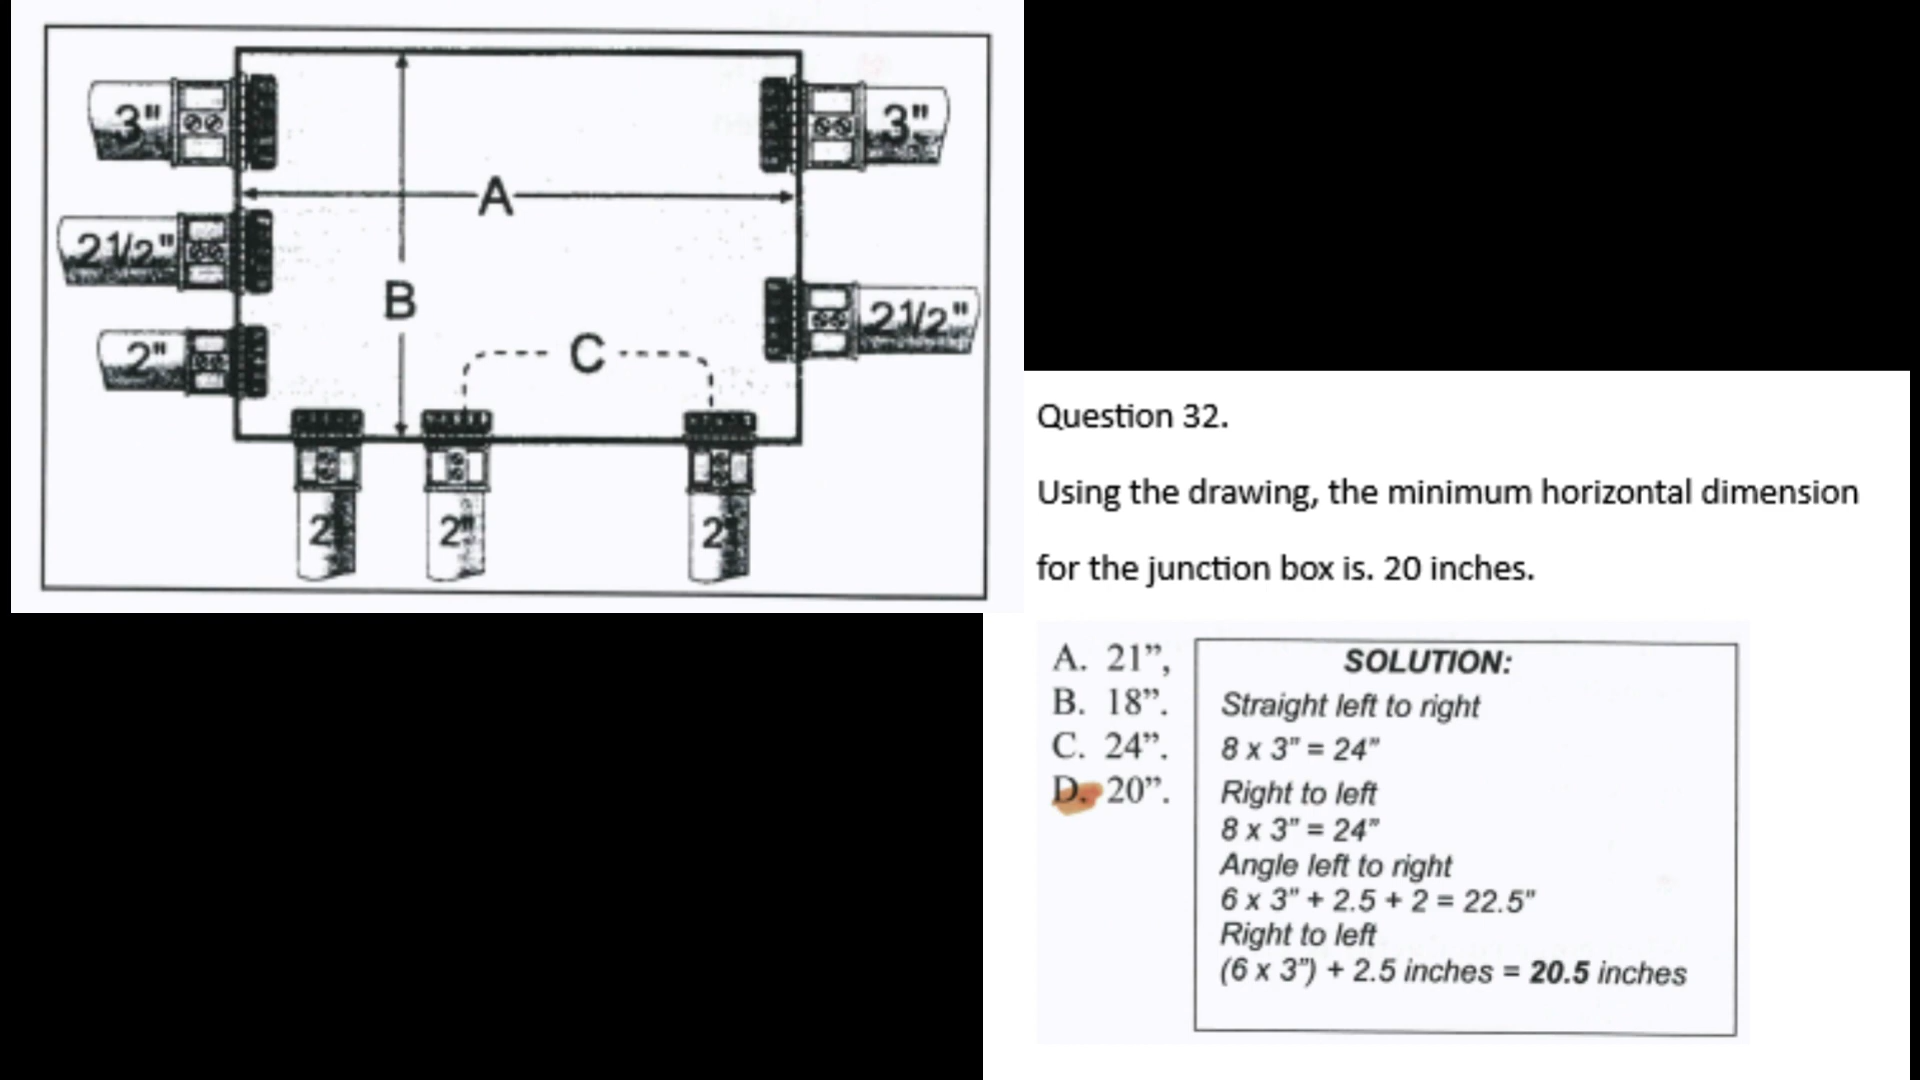 3"
3"
A
2 1/2"
B
2 1/2"
2"
C
2"
2"
2"
Question 32.
Using the drawing, the minimum horizontal dimension
for the junction box is. 20 inches.
A. 21”,
B. 18”.
C. 24”.
D. 20”.
SOLUTION:
Straight left to right
8 x 3” = 24”
Right to left
8 x 3” = 24”
Angle left to right
6 x 3” + 2.5 + 2 = 22.5”
Right to left
(6 x 3”) + 2.5 inches = 20.5 inches